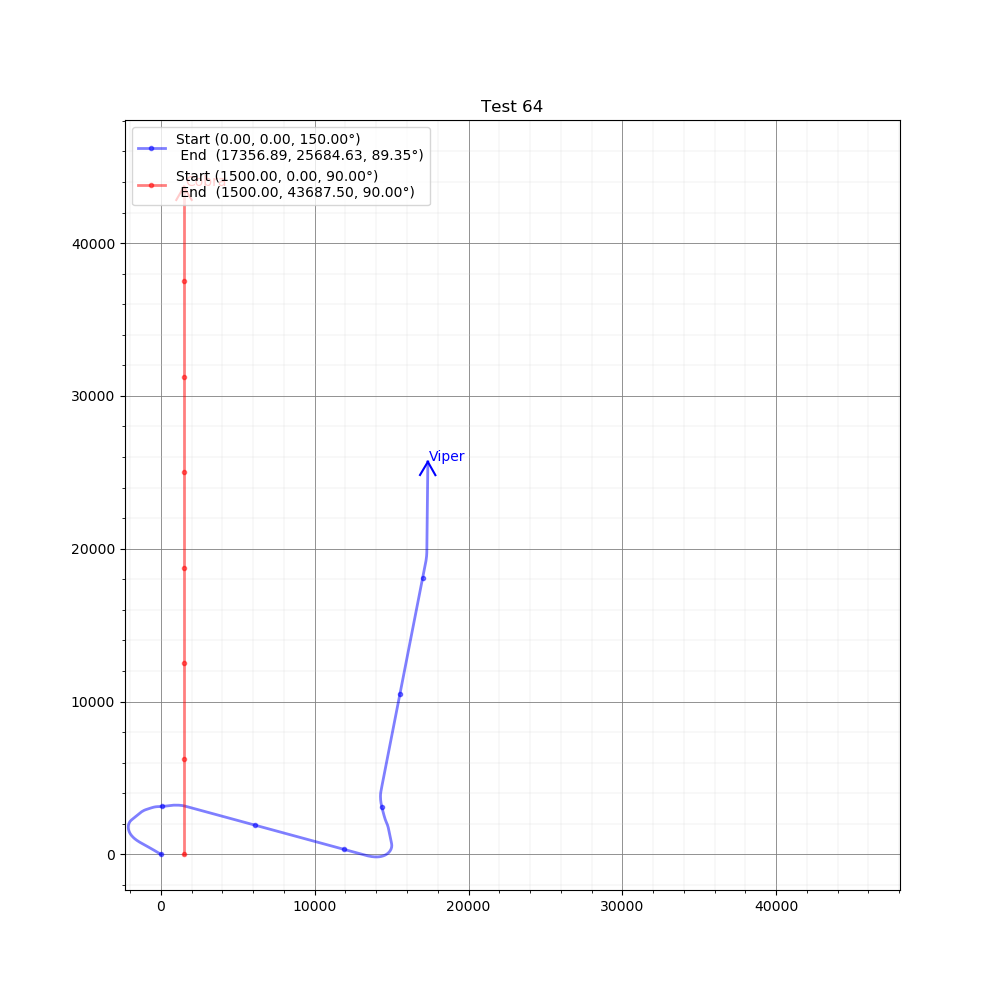 Test 64
Start (0.00, 0.00, 150.00°)
End  (17356.89, 25684.63, 89.35°)
Start (1500.00, 0.00, 90.00°)
End  (1500.00, 43687.50, 90.00°)
40000
30000
Viper
20000
10000
0
0 10000 20000 30000 40000